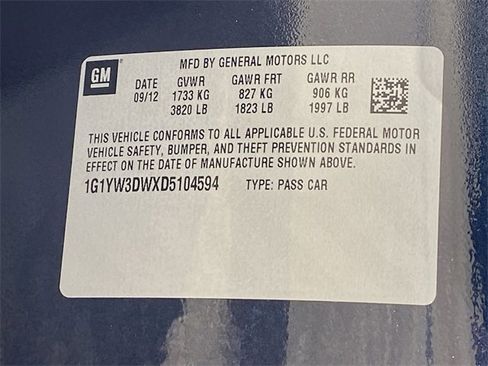 GM
MFD BY GENERAL MOTORS LLC
DATE GVWR GAWR FRT GAWR RR
09/12 1733 KG 827 KG 906 KG
3820 LB 1823 LB 1997 LB
THIS VEHICLE CONFORMS TO ALL APPLICABLE U.S. FEDERAL MOTOR
VEHICLE SAFETY, BUMPER, AND THEFT PREVENTION STANDARDS IN
EFFECT ON THE DATE OF MANUFACTURE SHOWN ABOVE.
1G1YW3DWXD5104594 TYPE: PASS CAR